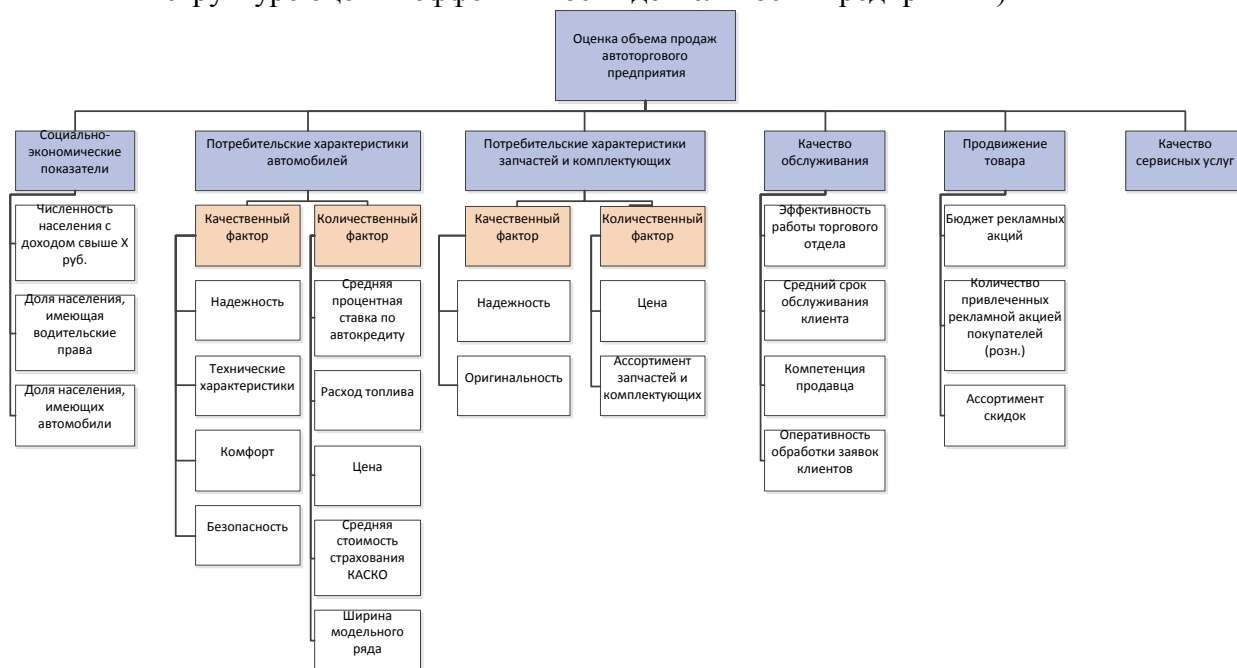 Оценка объема продаж
автоторгового
предприятия
Социально-
экономические
показатели
Численность
населения с
доходом свыше X
руб.
Доля населения,
имеющая
водительские
права
Доля населения,
имеющих
автомобили
Потребительские характеристики
автомобилей
Качественный
фактор
Надежность
Технические
характеристики
Комфорт
Безопасность
Количественный
фактор
Средняя
процентная
ставка по
автокредиту
Расход топлива
Цена
Средняя
стоимость
страхования
КАСКО
Ширина
модельного
ряда
Потребительские характеристики
запчастей и комплектующих
Качественный
фактор
Надежность
Оригинальность
Количественный
фактор
Цена
Ассортимент
запчастей и
комплектующих
Качество
обслуживания
Эффективность
работы торгового
отдела
Средний срок
обслуживания
клиента
Компетенция
продавца
Оперативность
обработки заявок
клиентов
Продвижение
товара
Бюджет рекламных
акций
Количество
привлеченных
рекламной акцией
покупателей
(розн.)
Ассортимент
скидок
Качество
сервисных услуг